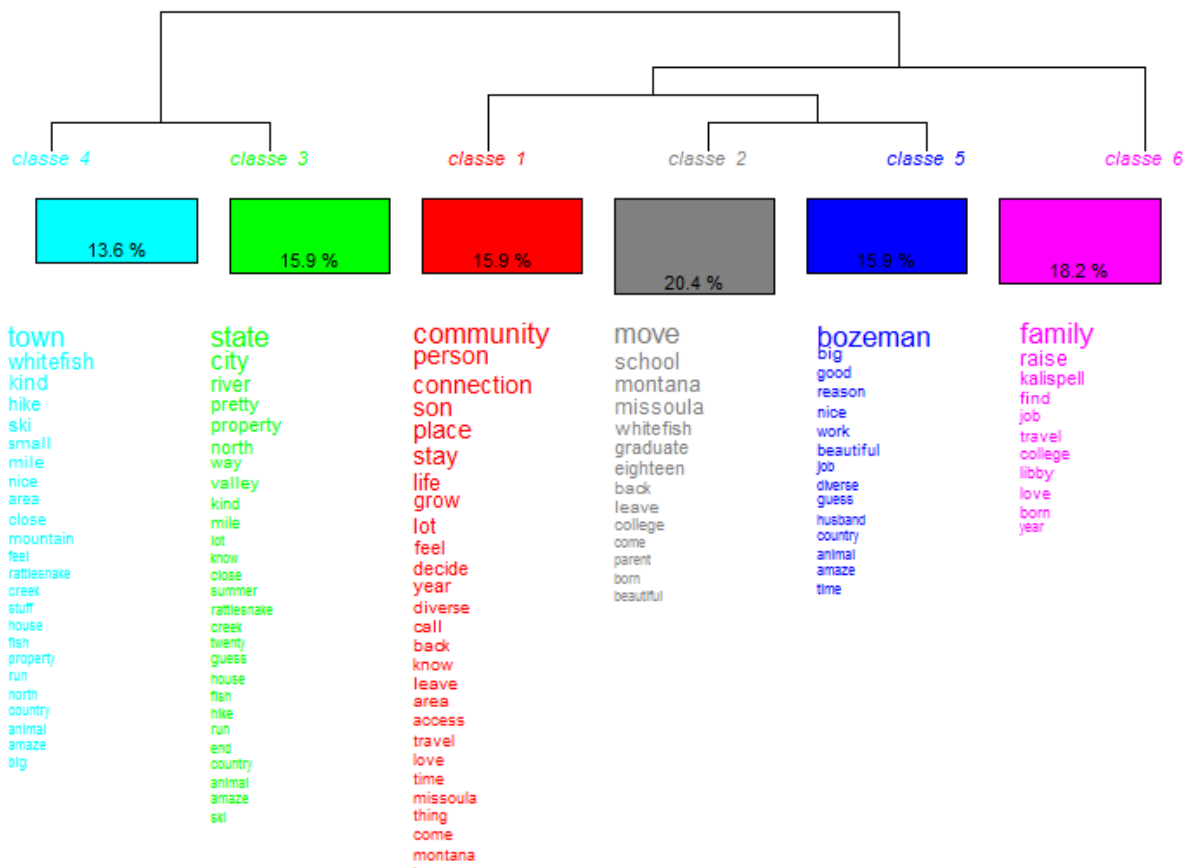 classe 4
classe 3
classe 1
classe 2
classe 5
classe 6
13.6 %
15.9 %
15.9 %
20.4 %
15.9 %
18.2 %
town
whitefish
kind
hike
ski
small
mile
nice
area
close
mountain
feel
rattlesnake
creek
stuff
house
fish
property
run
north
country
animal
amaze
big
state
city
river
pretty
property
north
way
valley
kind
mile
lot
know
close
summer
rattlesnake
creek
twenty
guess
house
fish
hike
run
end
country
animal
amaze
ski
community
person
connection
son
place
stay
life
grow
lot
feel
decide
year
diverse
call
back
know
leave
area
access
travel
love
time
missoula
thing
come
montana
move
school
montana
missoula
whitefish
graduate
eighteen
back
leave
college
come
parent
born
beautiful
bozeman
big
good
reason
nice
work
beautiful
job
diverse
guess
husband
country
animal
amaze
time
family
raise
kalispell
find
job
travel
college
libby
love
born
year